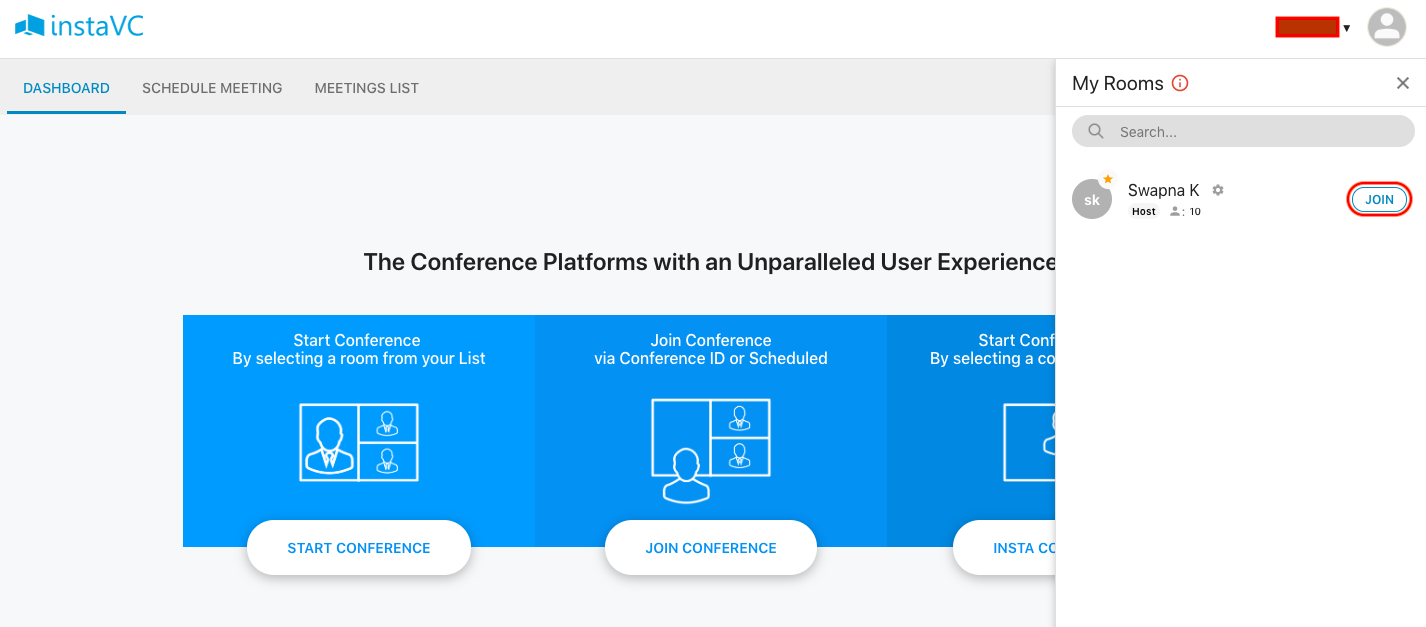 instaVC
DASHBOARD
SCHEDULE MEETING
MEETINGS LIST
The Conference Platforms with an Unparalleled User Experience
Start Conference
By selecting a room from your List
START CONFERENCE
Join Conference
via Conference ID or Scheduled
JOIN CONFERENCE
Start Conf
By selecting a co
INSTA CO
My Rooms
Search...
sk
Swapna K
Host : 10
JOIN